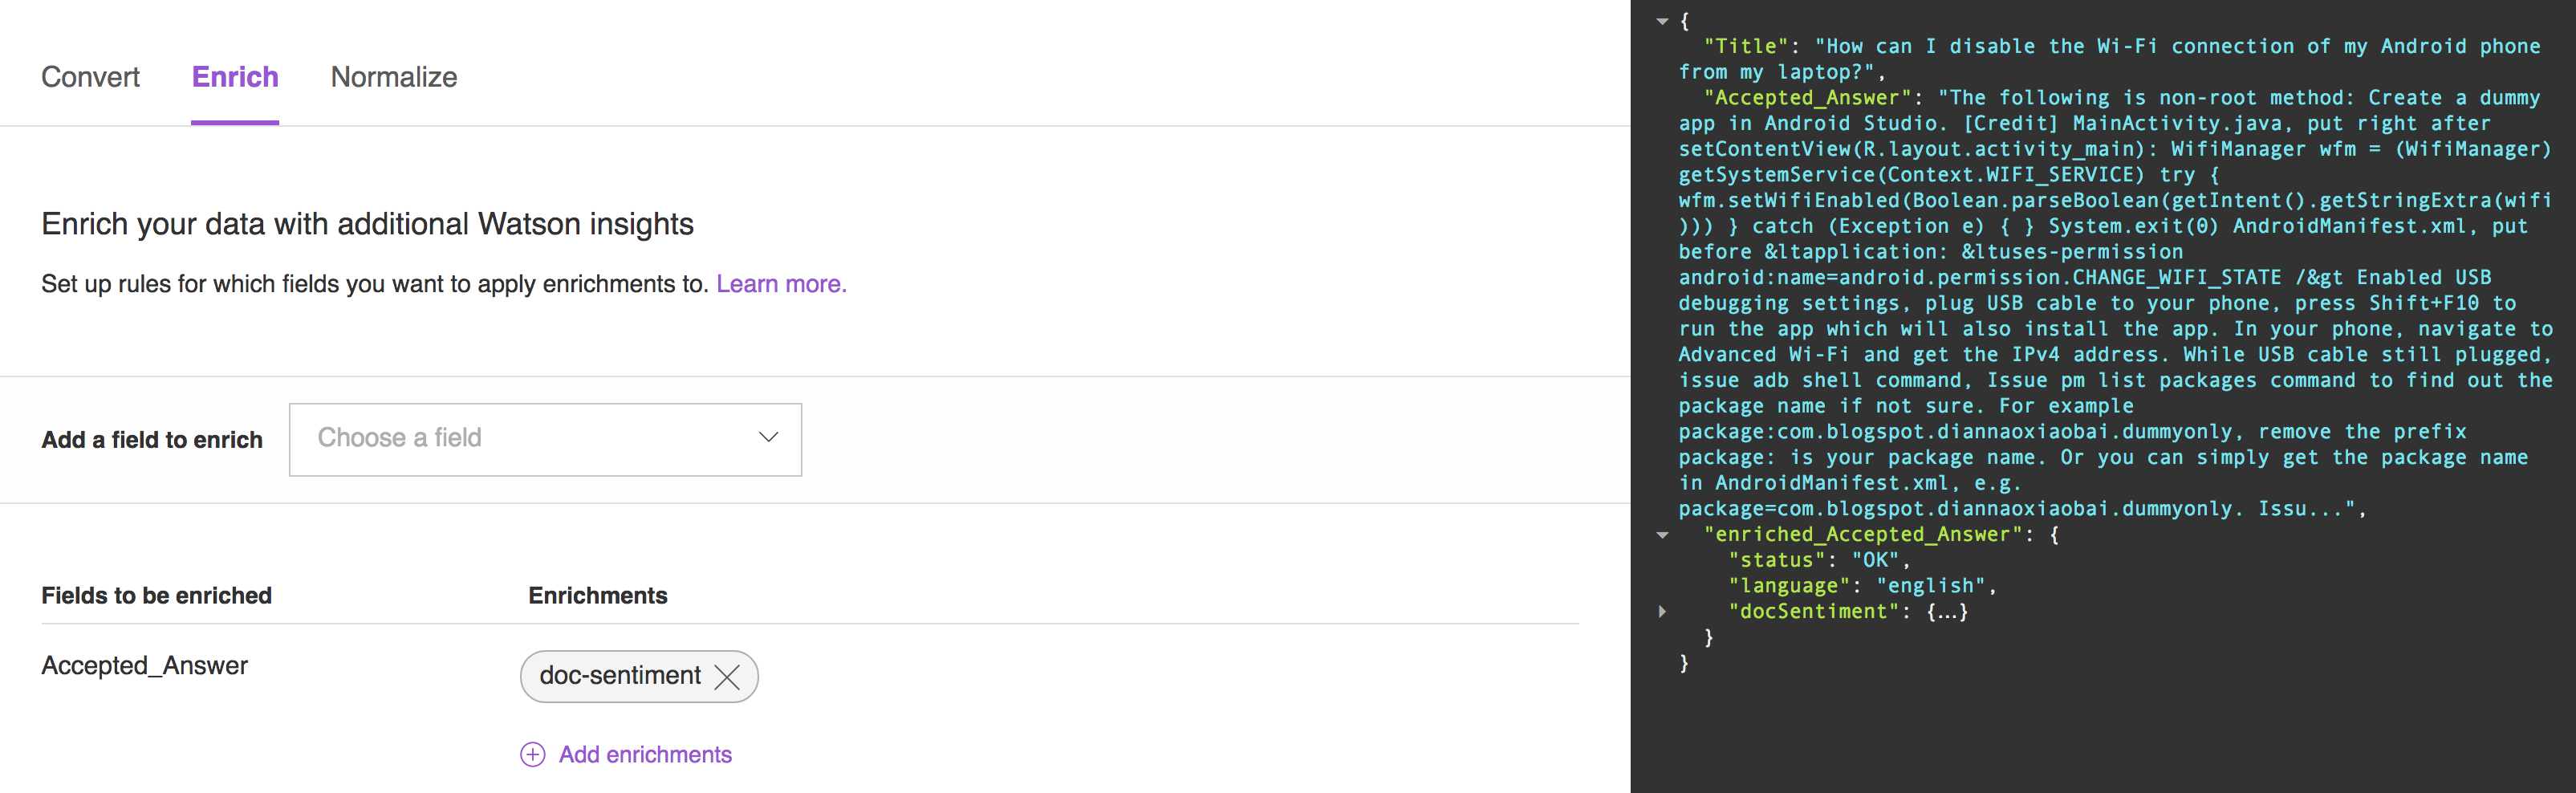 Convert
Enrich
Normalize
Enrich your data with additional Watson insights
Set up rules for which fields you want to apply enrichments to. Learn more.
Add a field to enrich
Choose a field
Fields to be enriched
Enrichments
Accepted_Answer
doc-sentiment
Add enrichments
{
"Title": "How can I disable the Wi-Fi connection of my Android phone
from my laptop?",
"Accepted_Answer": "The following is non-root method: Create a dummy
app in Android Studio. [Credit] MainActivity.java, put right after
setContentView(R.layout.activity_main): WifiManager wfm = (WifiManager)
getSystemService(Context.WIFI_SERVICE) try {
wfm.setWifiEnabled(Boolean.parseBoolean(getIntent().getStringExtra(wifi
))) } catch (Exception e) { } System.exit(0) AndroidManifest.xml, put
before &ltapplication: &ltuses-permission
android:name=android.permission.CHANGE_WIFI_STATE /&gt Enabled USB
debugging settings, plug USB cable to your phone, press Shift+F10 to
run the app which will also install the app. In your phone, navigate to
Advanced Wi-Fi and get the IPv4 address. While USB cable still plugged,
issue adb shell command, Issue pm list packages command to find out the
package name if not sure. For example
package:com.blogspot.diannaoxiaobai.dummyonly, remove the prefix
package: is your package name. Or you can simply get the package name
in AndroidManifest.xml, e.g.
package=com.blogspot.diannaoxiaobai.dummyonly. Issu...",
"enriched_Accepted_Answer": {
"status": "OK",
"language": "english",
"docSentiment": {...}
}
}